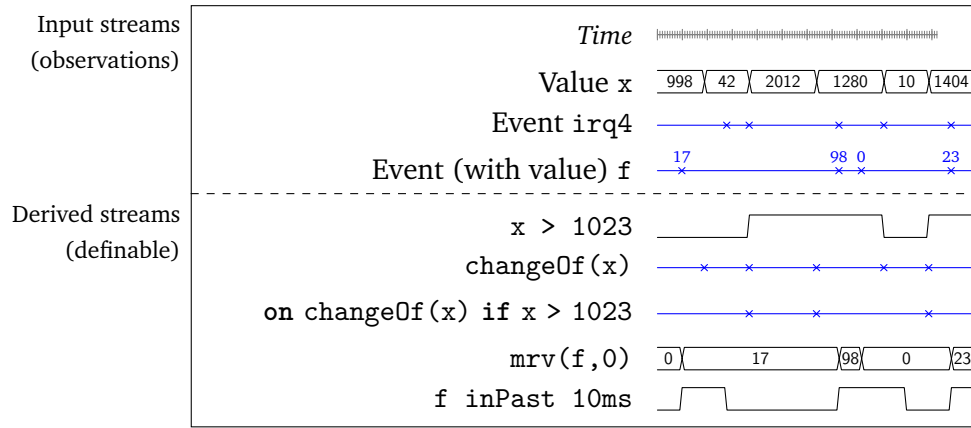 Input streams
(observations)
Time
Value x 998 42 2012 1280 10 1404
Event irq4
17 98 0 23
Event (with value) f
Derived streams
(definable)
x > 1023
changeOf(x)
on changeOf(x) if x > 1023
mrv(f,0) 0 17 98 0 23
f inPast 10ms